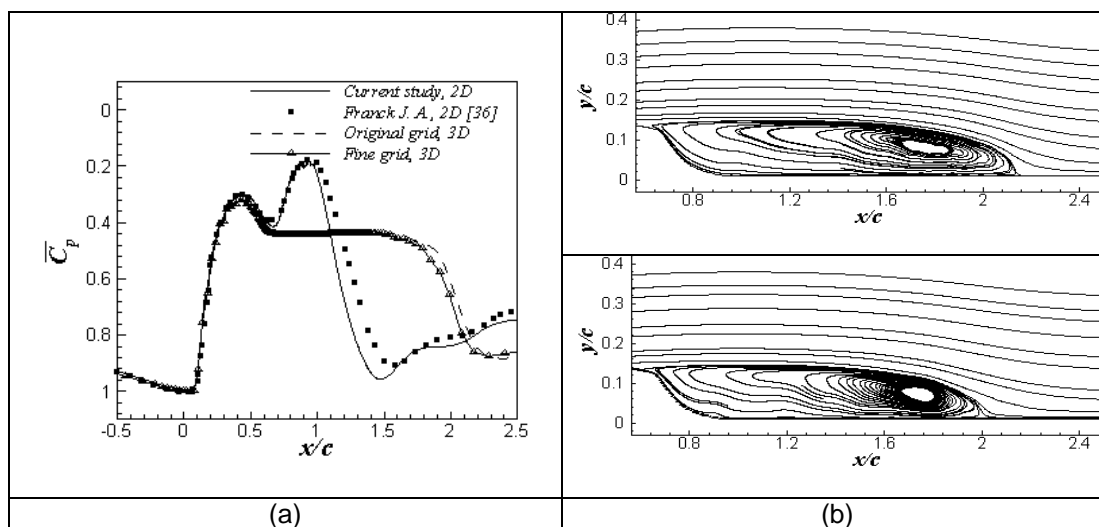 Current study, 2D
Franck J. A., 2D [36]
Original grid, 3D
Fine grid, 3D
0
0.2
0.4
0.6
0.8
1
C̅p
-0.5 0 0.5 1 1.5 2 2.5
x/c
(a)
0.4
0.3
0.2
0.1
0
y/c
0.8 1.2 1.6 2 2.4
x/c
0.4
0.3
0.2
0.1
0
y/c
0.8 1.2 1.6 2 2.4
x/c
(b)